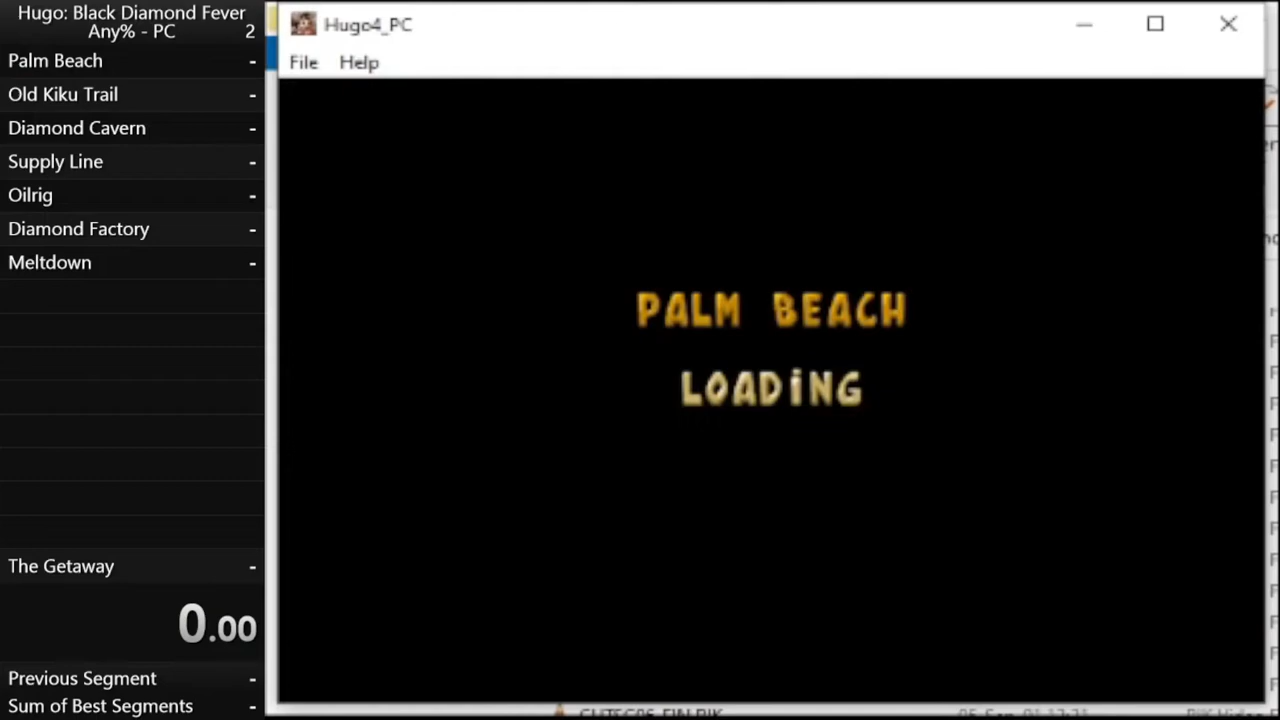 Hugo: Black Diamond Fever
Any% - PC 2
Palm Beach -
Old Kiku Trail -
Diamond Cavern -
Supply Line -
Oilrig -
Diamond Factory -
Meltdown -
The Getaway -
0.00
Previous Segment -
Sum of Best Segments -
Hugo4_PC
File Help
PALM BEACH
LOADiNG